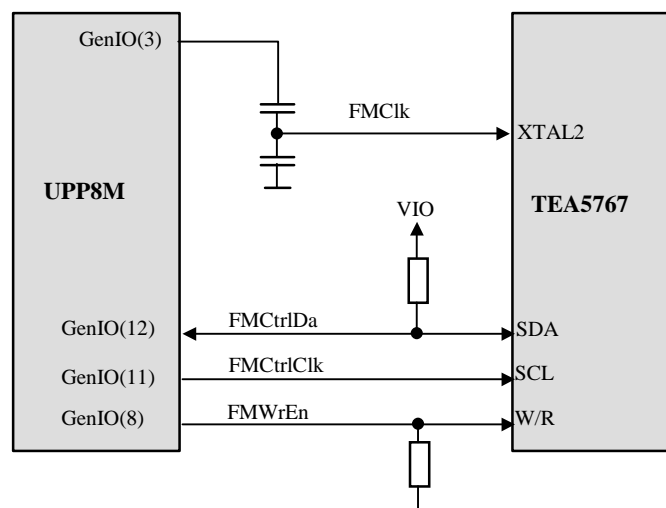 GenIO(3)
FMClk
XTAL2
UPP8M
TEA5767
VIO
GenIO(12)
FMCtrlDa
SDA
GenIO(11)
FMCtrlClk
SCL
GenIO(8)
FMWrEn
W/R